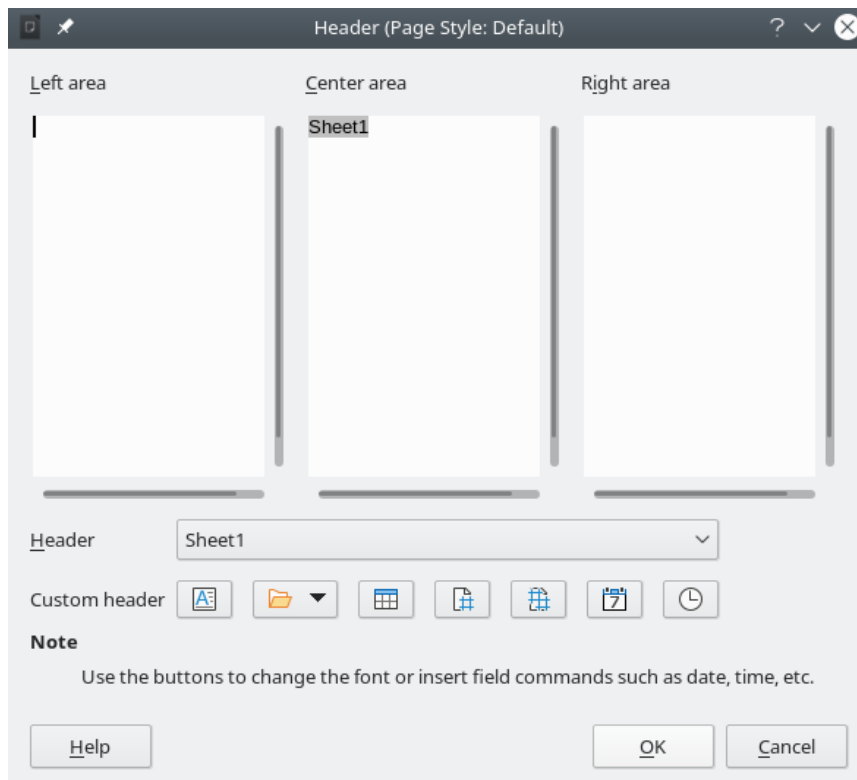 Header (Page Style: Default)
Left area
Center area
Right area
Sheet1
Header
Sheet1
Custom header
7
Note
Use the buttons to change the font or insert field commands such as date, time, etc.
Help
OK
Cancel